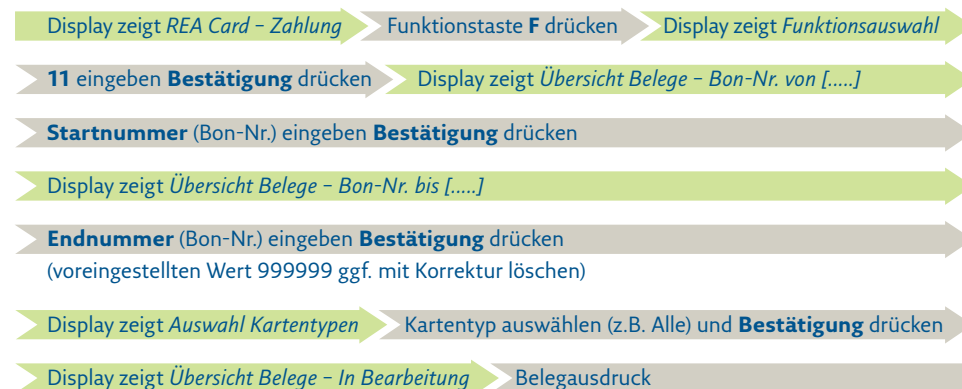 Display zeigt REA Card – Zahlung Funktionstaste F drücken Display zeigt Funktionsauswahl
11 eingeben Bestätigung drücken Display zeigt Übersicht Belege – Bon-Nr. von [.....]
Startnummer (Bon-Nr.) eingeben Bestätigung drücken
Display zeigt Übersicht Belege – Bon-Nr. bis [.....]
Endnummer (Bon-Nr.) eingeben Bestätigung drücken
(voreingestellten Wert 999999 ggf. mit Korrektur löschen)
Display zeigt Auswahl Kartentypen Kartentyp auswählen (z.B. Alle) und Bestätigung drücken
Display zeigt Übersicht Belege – In Bearbeitung Belegausdruck